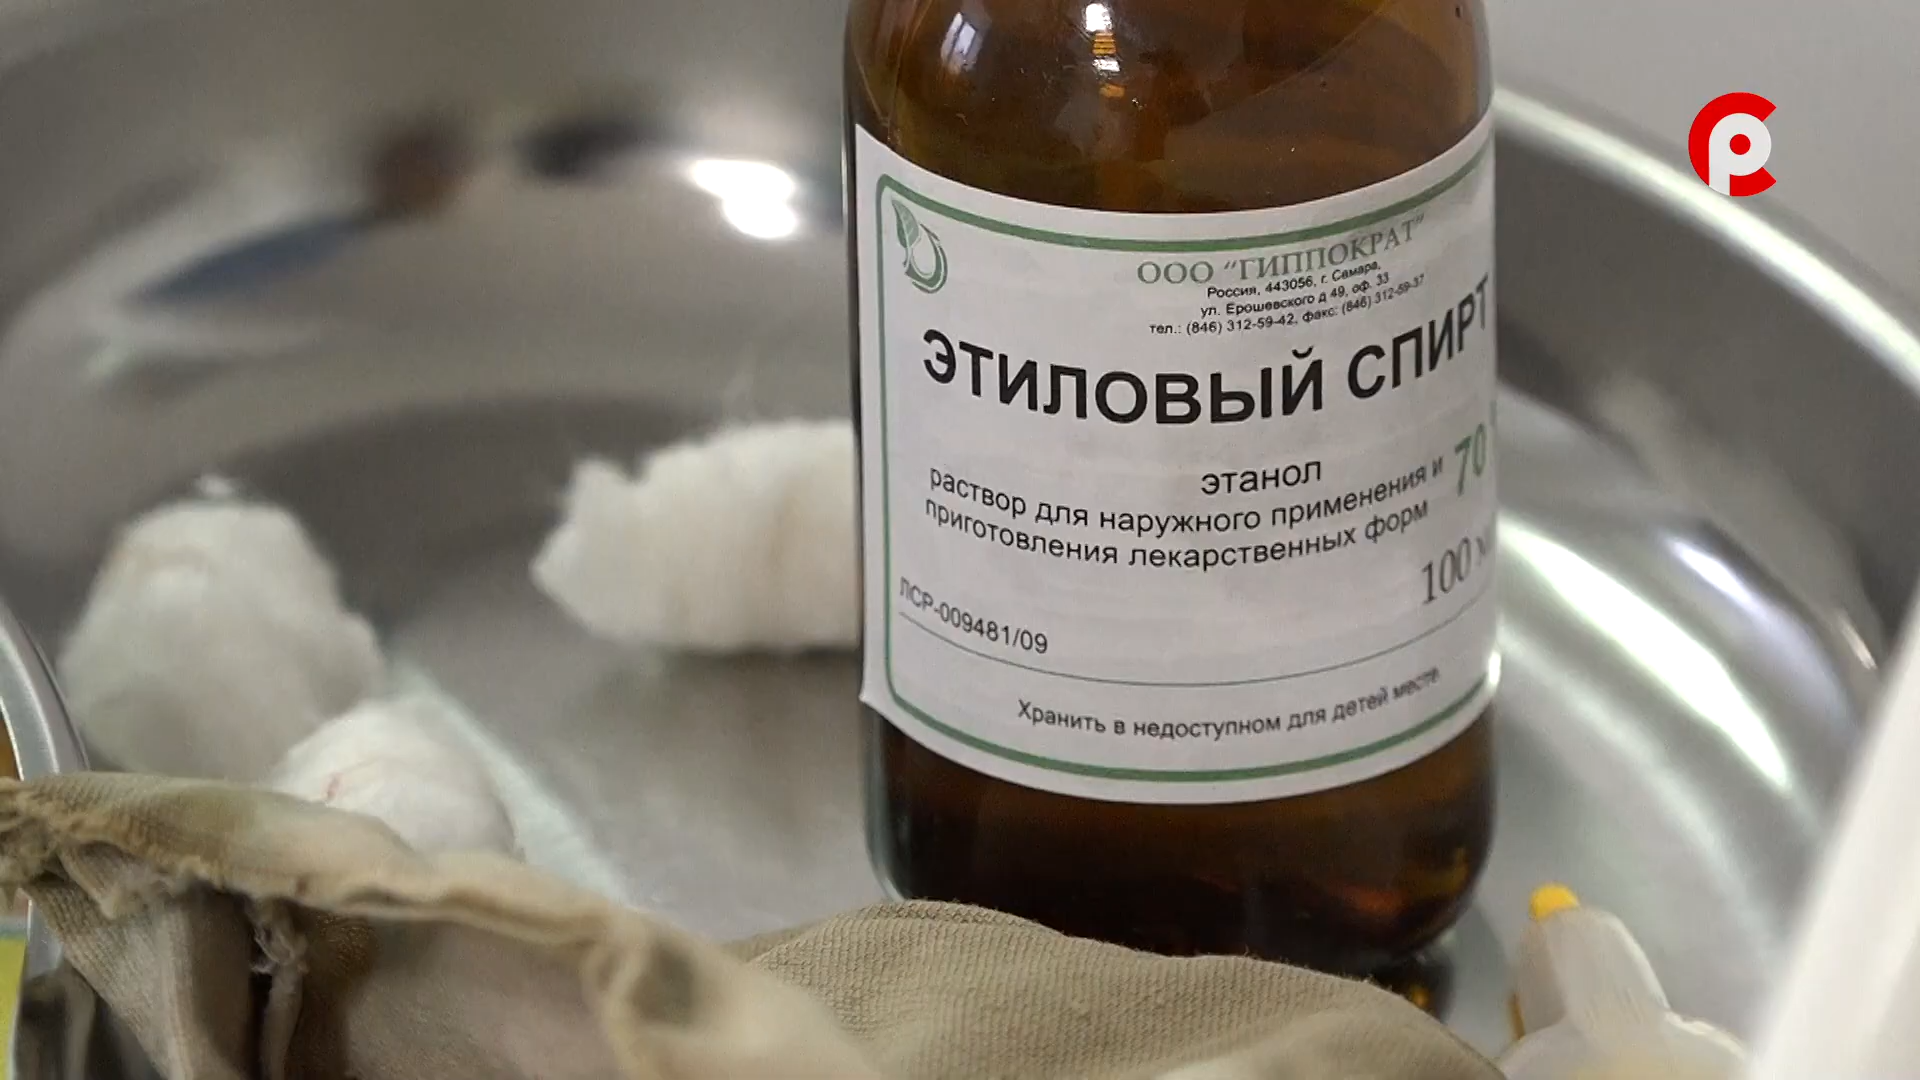 ООО "ГИППОКРАТ"
Россия, 443056, г. Самара,
ул. Ерошевского д 49, оф. 33
тел.: (846) 312-59-42, факс: (846) 312-59-37
ЭТИЛОВЫЙ СПИРТ
этанол
раствор для наружного применения и
приготовления лекарственных форм
70
100
ЛСР-009481/09
Хранить в недоступном для детей месте